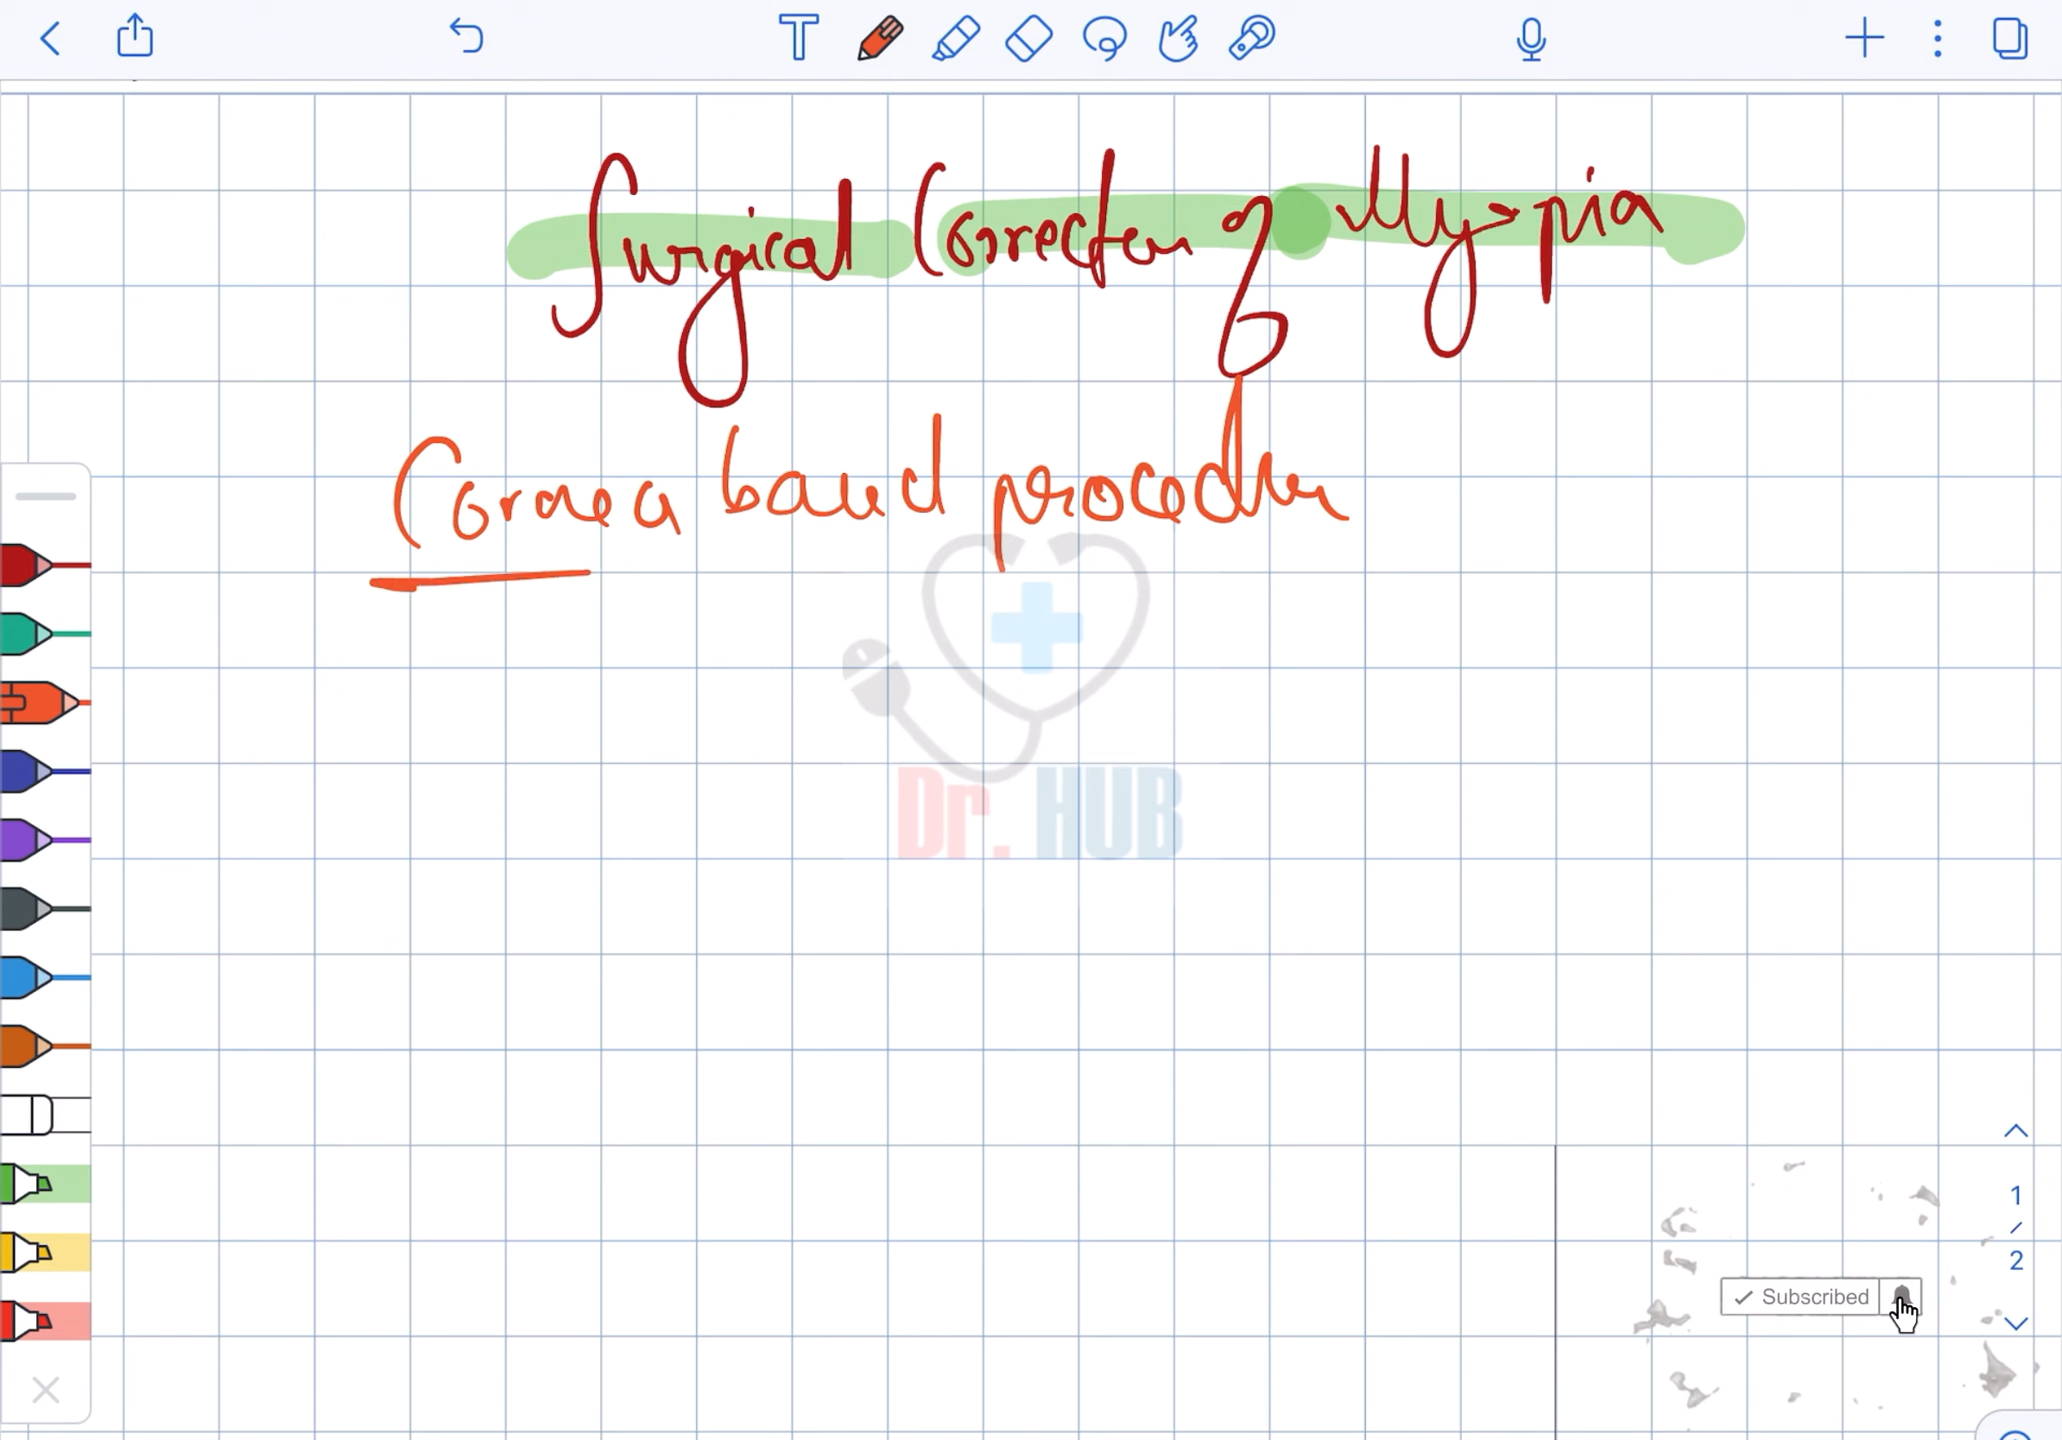 Surgical Correction of Myopia
Cornea based procedure
Dr. HUB
1
/
2
Subscribed